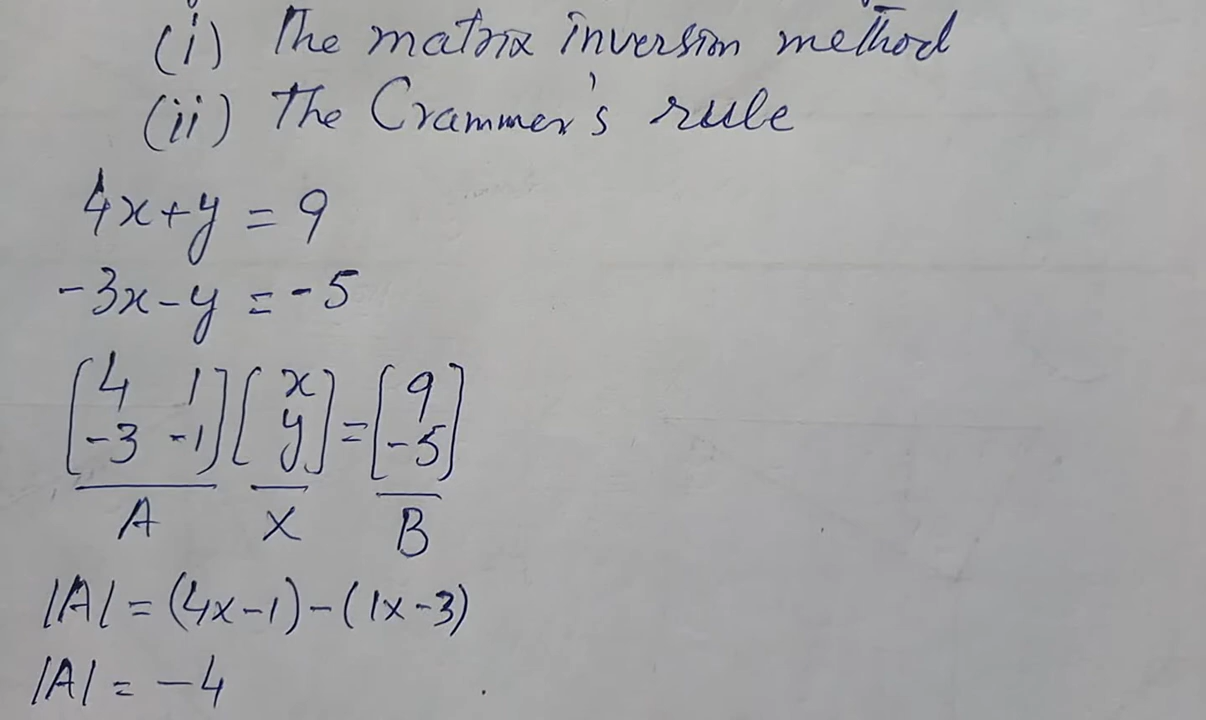 (i) The matrix inversion method
(ii) The Crammer's rule
4x+y = 9
-3x-y = -5
[4 1] [x] = [9]
[-3 -1] [y] [-5]
A X B
|A| = (4x-1)-(1x-3)
|A| = -4